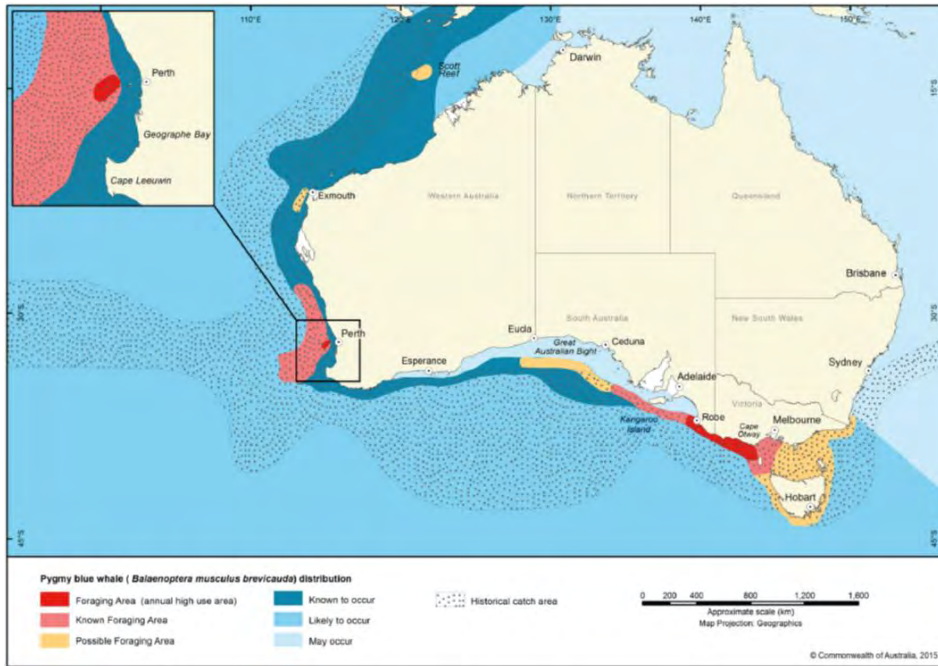 110°E
120°E
130°E
140°E
150°E
Perth
Geographe Bay
Cape Leeuwin
Scott
Reef
Darwin
15°S
15°S
Exmouth
Western Australia
Northern Territory
Queensland
Brisbane
30°S
30°S
Perth
Esperance
Eucla
Great
Australian Bight
Ceduna
South Australia
New South Wales
Adelaide
Sydney
Kangaroo
Island
Robe
Victoria
Cape
Otway
Melbourne
Hobart
45°S
45°S
Pygmy blue whale ( Balaenoptera musculus brevicauda) distribution
Foraging Area (annual high use area)
Known Foraging Area
Possible Foraging Area
Known to occur
Likely to occur
May occur
Historical catch area
0 200 400 800 1,200 1,600
Approximate scale (km)
Map Projection: Geographics
© Commonwealth of Australia, 2015